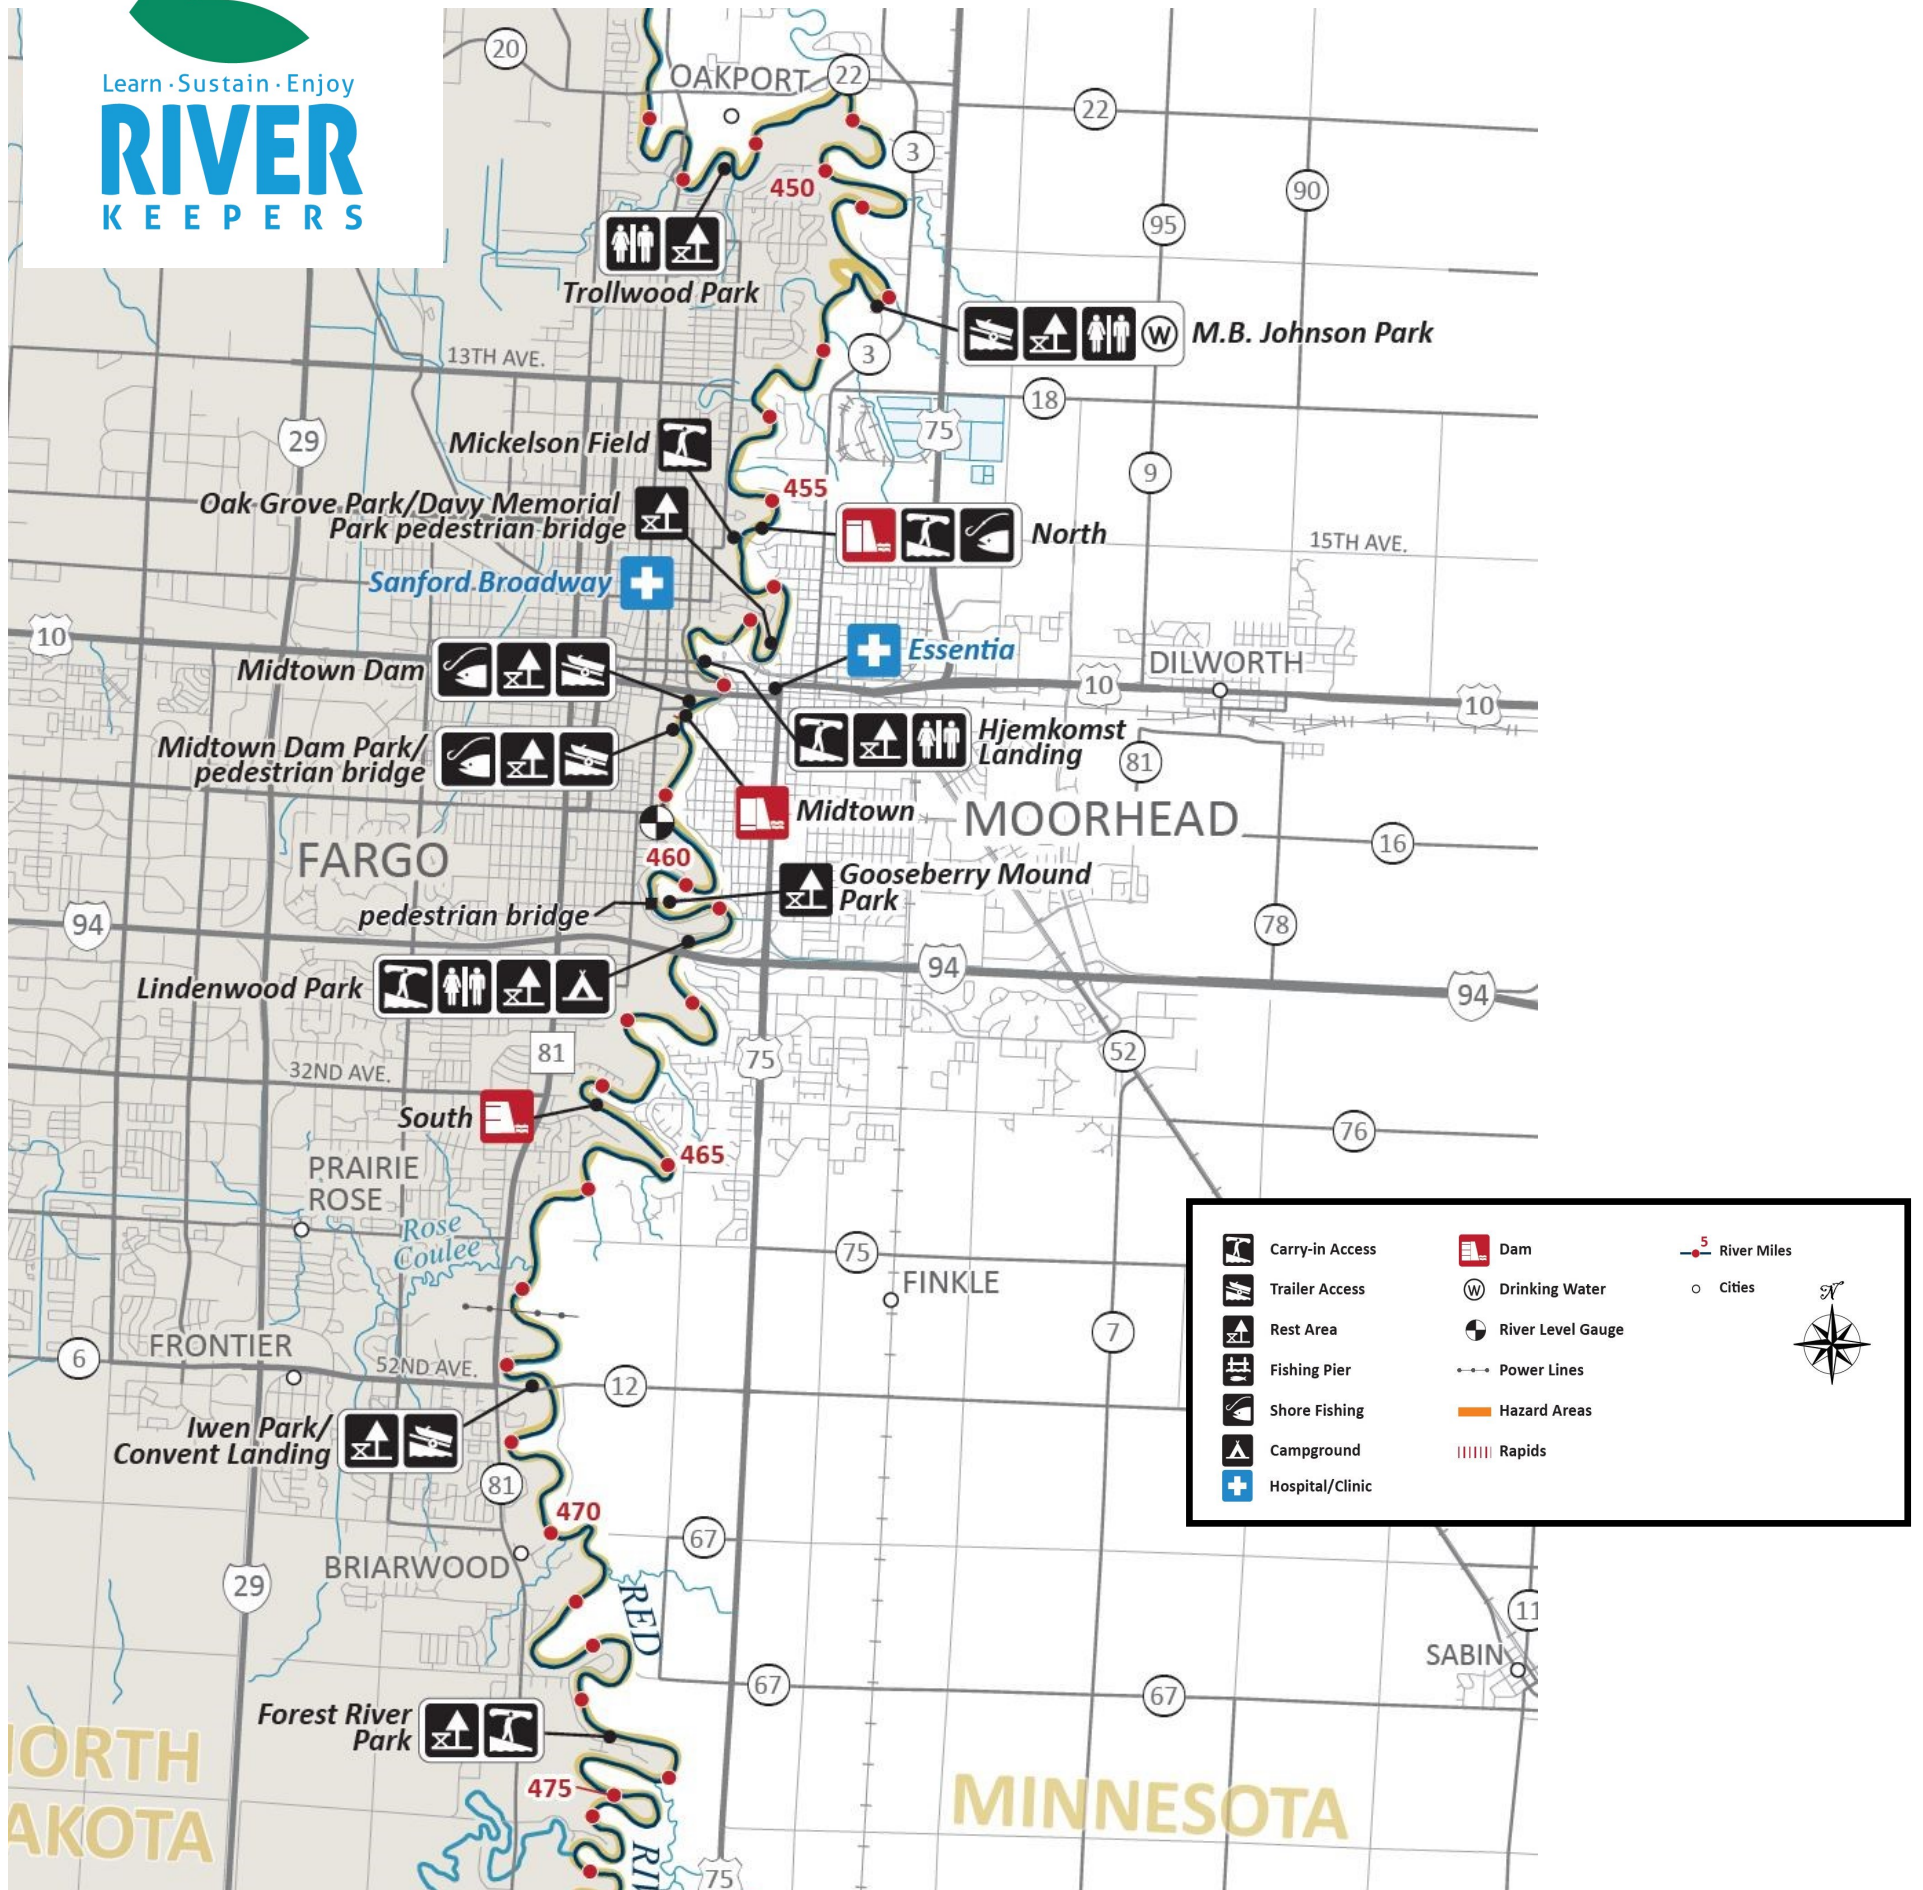 Learn · Sustain · Enjoy
RIVER
KEEPERS
20
OAKPORT
22
22
3
450
90
95
Trollwood Park
W
M.B. Johnson Park
13TH AVE.
3
18
29
75
Mickelson Field
9
455
Oak Grove Park/Davy Memorial
Park pedestrian bridge
North
15TH AVE.
Sanford Broadway
10
Midtown Dam
Essentia
DILWORTH
10
10
Hjemkomst
Landing
Midtown Dam Park/
pedestrian bridge
81
Midtown
MOORHEAD
16
FARGO
460
Gooseberry Mound
Park
pedestrian bridge
94
78
94
Lindenwood Park
94
81
75
52
32ND AVE.
South
76
465
PRAIRIE
ROSE
Rose
Coulee
75
FINKLE
7
FRONTIER
6
52ND AVE.
12
Iwen Park/
Convent Landing
81
470
67
BRIARWOOD
29
RED
11
SABIN
67
67
Forest River
Park
475
ORTH
AKOTA
MINNESOTA
RIV
75
Carry-in Access
Trailer Access
Rest Area
Fishing Pier
Shore Fishing
Campground
Hospital/Clinic
Dam
W
Drinking Water
River Level Gauge
Power Lines
Hazard Areas
Rapids
5
River Miles
Cities
N